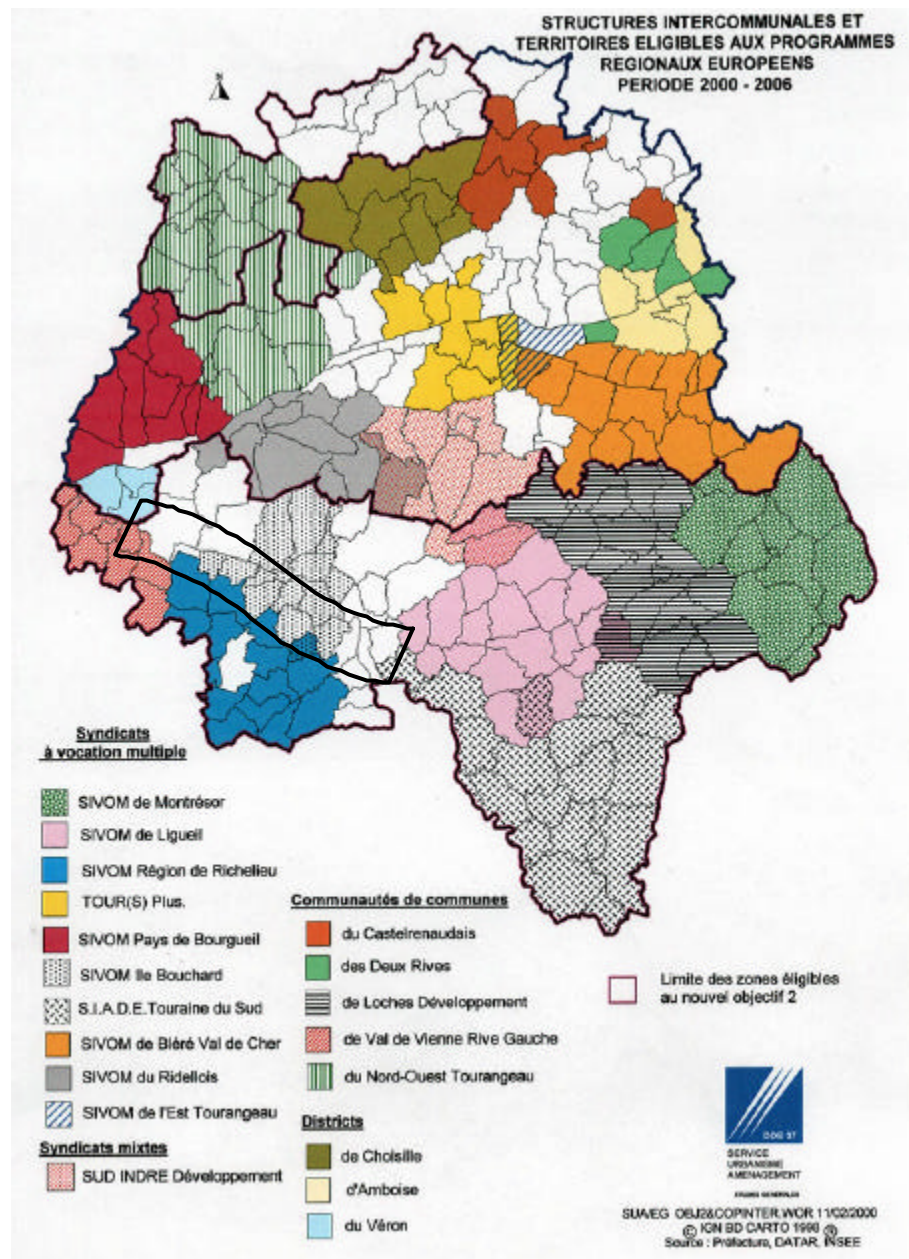 STRUCTURES INTERCOMMUNALES ET
TERRITOIRES ELIGIBLES AUX PROGRAMMES
REGIONAUX EUROPEENS
PERIODE 2000 - 2006
N
Syndicats
à vocation multiple
SIVOM de Montrésor
SIVOM de Ligueil
SIVOM Région de Richelieu
TOUR(S) Plus.
SIVOM Pays de Bourgueil
SIVOM Ile Bouchard
S.I.A.D.E.Touraine du Sud
SIVOM de Bléré Val de Cher
SIVOM du Ridellois
SIVOM de l'Est Tourangeau
Syndicats mixtes
SUD INDRE Développement
Communautés de communes
du Casteirenaudais
des Deux Rives
de Loches Développement
de Val de Vienne Rive Gauche
du Nord-Ouest Tourangeau
Districts
de Choisille
d'Amboise
du Véron
Limite des zones éligibles
au nouvel objectif 2
DDE 37
SERVICE
URBANISME
AMENAGEMENT
ETUDES GENERALES
SUA/EG OBJ2&COPINTER.WOR 11/02/2000
© IGN BD CARTO 1998 ®
Source : Préfecture, DATAR, INSEE